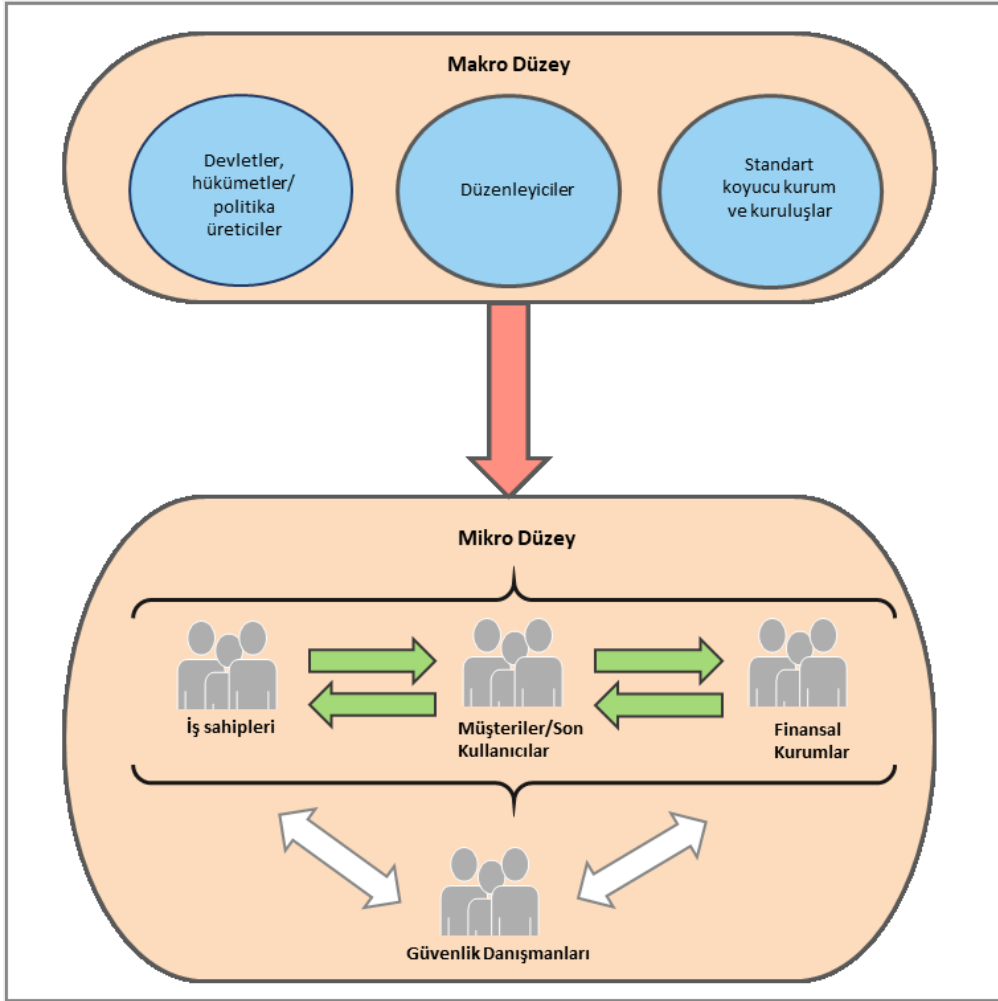 Makro Düzey
Devletler,
hükümetler/
politika
üreticiler
Düzenleyiciler
Standart
koyucu kurum
ve kuruluşlar
Mikro Düzey
İş sahipleri
Müşteriler/Son
Kullanıcılar
Finansal
Kurumlar
Güvenlik Danışmanları